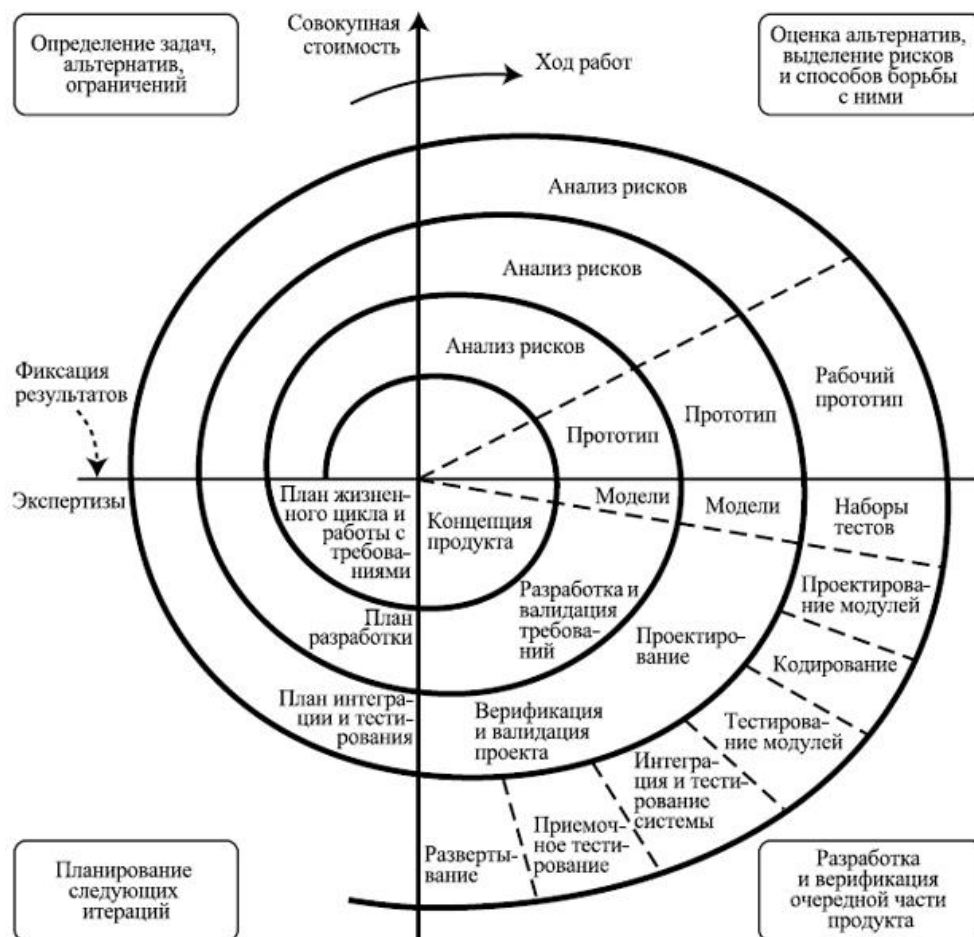 Определение задач,
альтернатив,
ограничений
Совокупная
стоимость
Ход работ
Оценка альтернатив,
выделение рисков
и способов борьбы
с ними
Анализ рисков
Анализ рисков
Анализ рисков
Фиксация
результатов
Рабочий
прототип
Прототип
Прототип
Экспертизы
План жизнен-
ного цикла и
работы с
требова-
ниями
Концепция
продукта
Модели
Модели
Наборы
тестов
План
разработки
Разработка и
валидация
требова-
ний
Проектиро-
вание
Проектирова-
ние модулей
Кодирование
План интегра-
ции и тести-
рования
Верификация
и валидация
проекта
Тестирова-
ние модулей
Интегра-
ция и тести-
рование
системы
Приемоч-
ное тести-
рование
Разверты-
вание
Планирование
следующих
итераций
Разработка
и верификация
очередной части
продукта